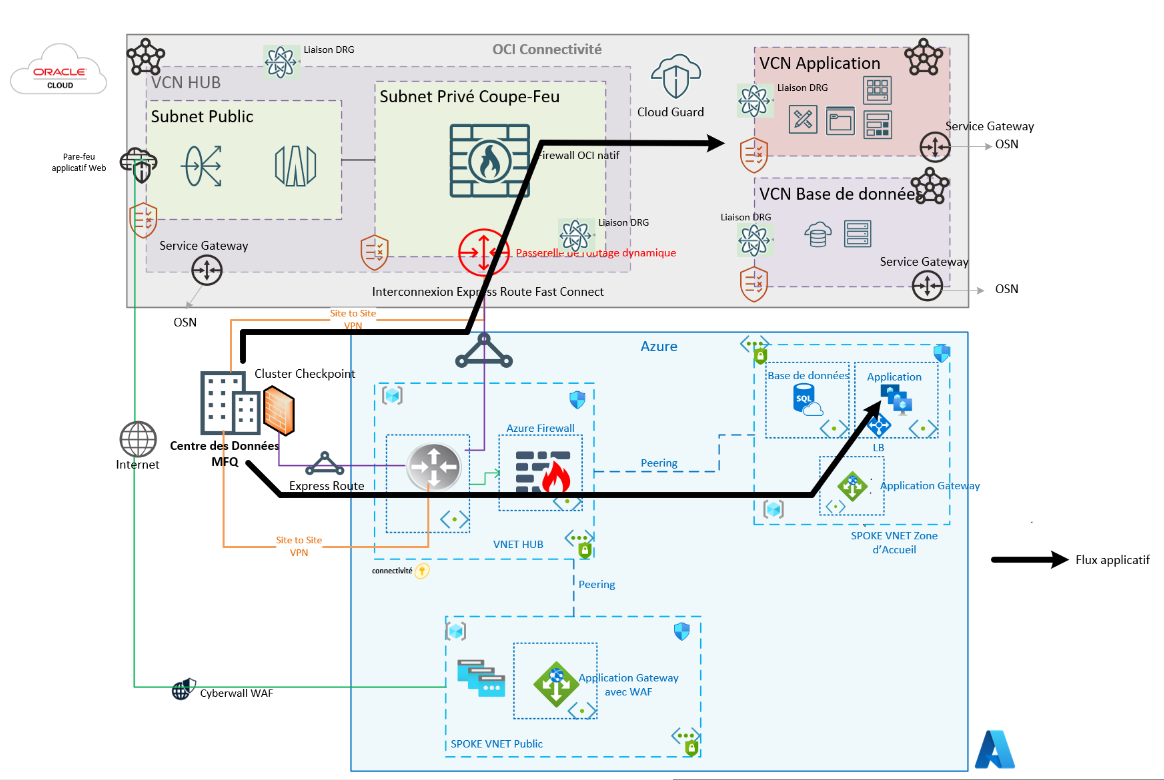 OCI Connectivité
ORACLE
CLOUD
Liaison DRG
VCN HUB
Subnet Public
Subnet Privé Coupe-Feu
Firewall OCI natif
Cloud Guard
VCN Application
Liaison DRG
Service Gateway
OSN
Pare-feu
applicatif Web
VCN Base de données
Liaison DRG
Liaison DRG
Service Gateway
Passerelle de routage dynamique
Service Gateway
OSN
Interconnexion Express Route Fast Connect
OSN
Site to Site
VPN
Azure
Cluster Checkpoint
Base de données
SQL
Application
LB
Centre des Données
MFQ
Internet
Azure Firewall
Express Route
Peering
Application Gateway
Site to Site
VPN
VNET HUB
SPOKE VNET Zone
d'Accueil
Flux applicatif
connectivité
Peering
Cyberwall WAF
Application Gateway
avec WAF
SPOKE VNET Public